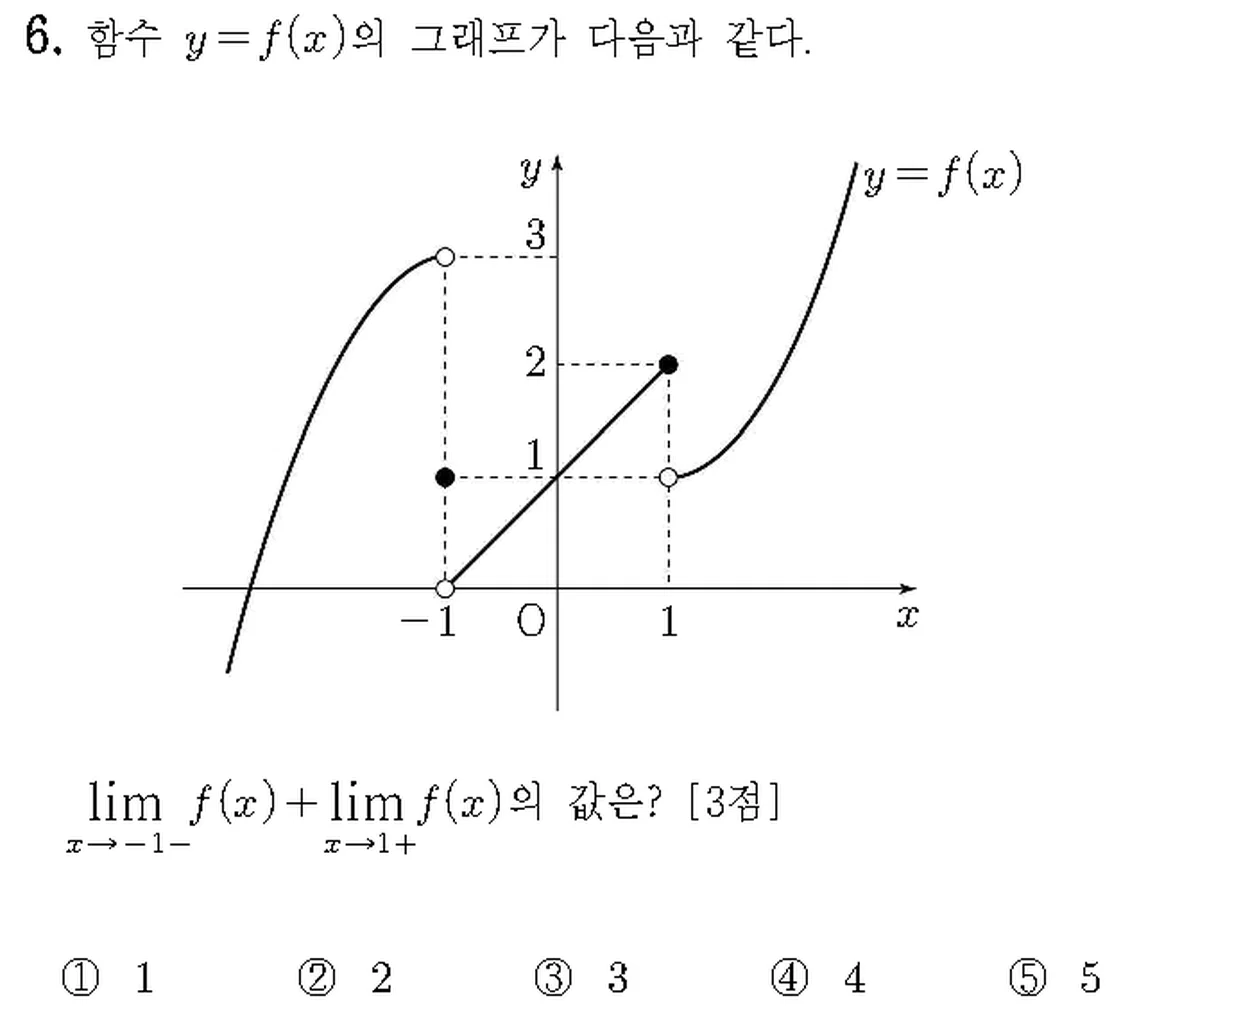 6. 함수 y=f(x)의 그래프가 다음과 같다.
y
y=f(x)
3
2
1
-1 O 1 x
lim f(x)+lim f(x)의 값은? [3점]
x→-1- x→1+
① 1 ② 2 ③ 3 ④ 4 ⑤ 5